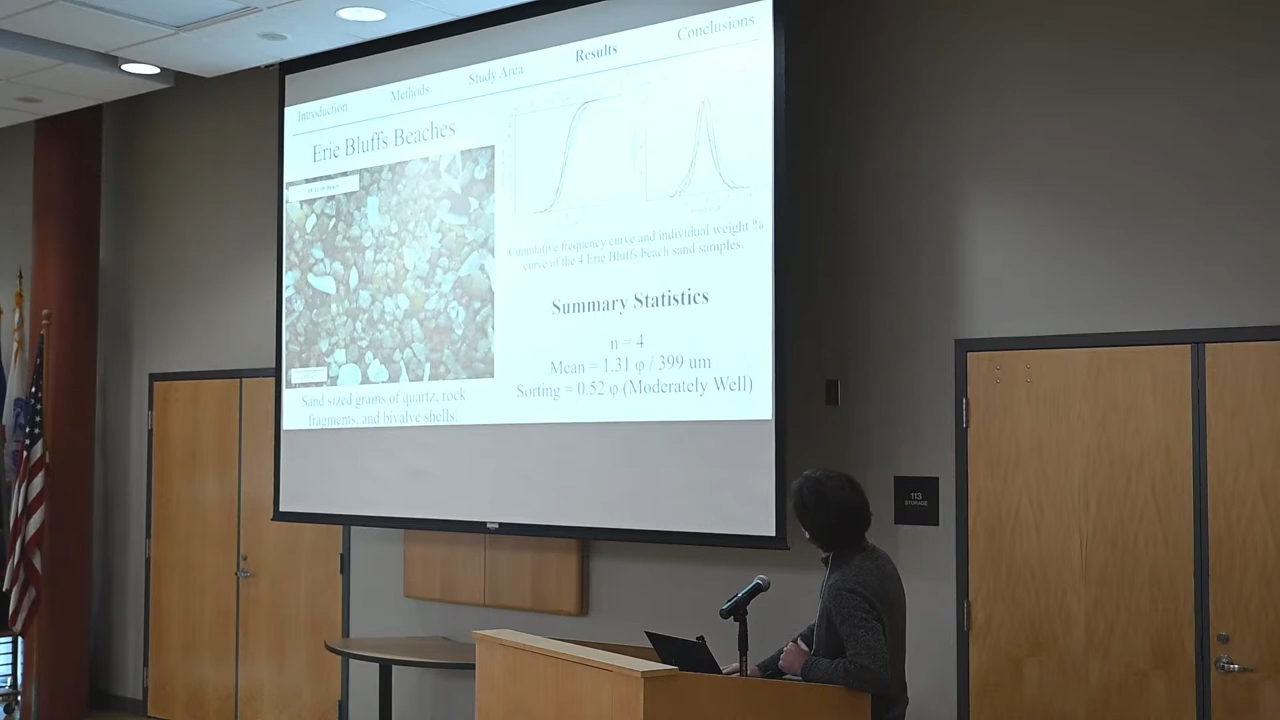 Introduction
Methods
Study Area
Results
Conclusions
Erie Bluffs Beaches
Cumulative frequency curve and individual weight %
curve of the 4 Erie Bluffs beach sand samples.
Summary Statistics
n = 4
Mean = 1.31 φ / 399 um
Sorting = 0.52 φ (Moderately Well)
Sand sized grains of quartz, rock
fragments, and bivalve shells.
113
STORAGE